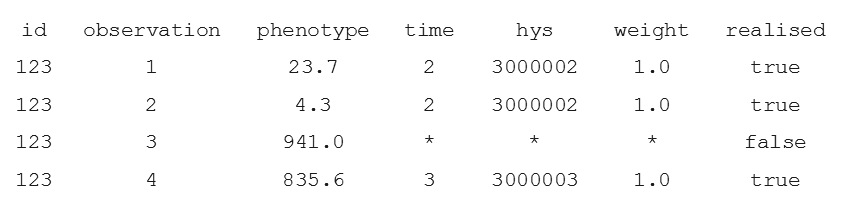 id observation phenotype time hys weight realised
123 1 23.7 2 3000002 1.0 true
123 2 4.3 2 3000002 1.0 true
123 3 941.0 * * * false
123 4 835.6 3 3000003 1.0 true